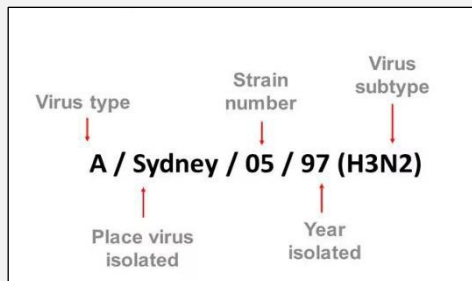 Virus
subtype
Strain
number
Virus type
A / Sydney / 05 / 97 (H3N2)
Place virus
isolated
Year
isolated